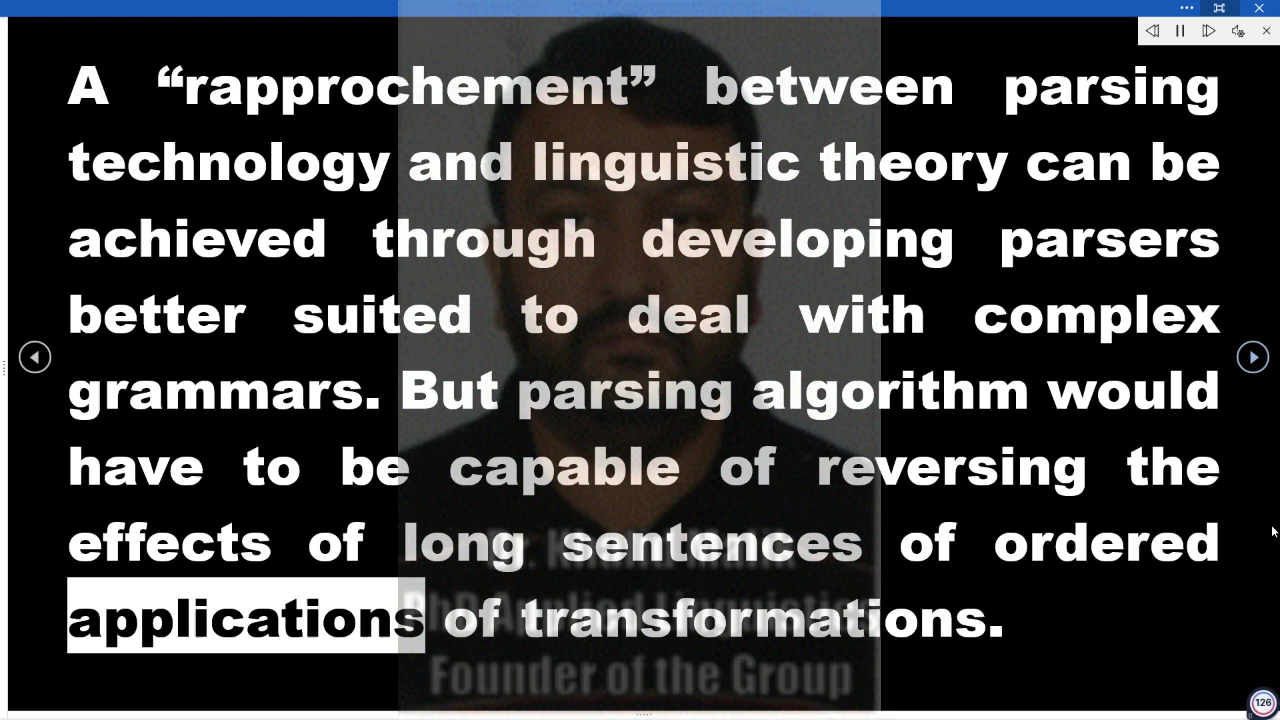 A “rapprochement” between parsing
technology and linguistic theory can be
achieved through developing parsers
better suited to deal with complex
grammars. But parsing algorithm would
have to be capable of reversing the
effects of long sentences of ordered
applications of transformations.
Founder of the Group
126